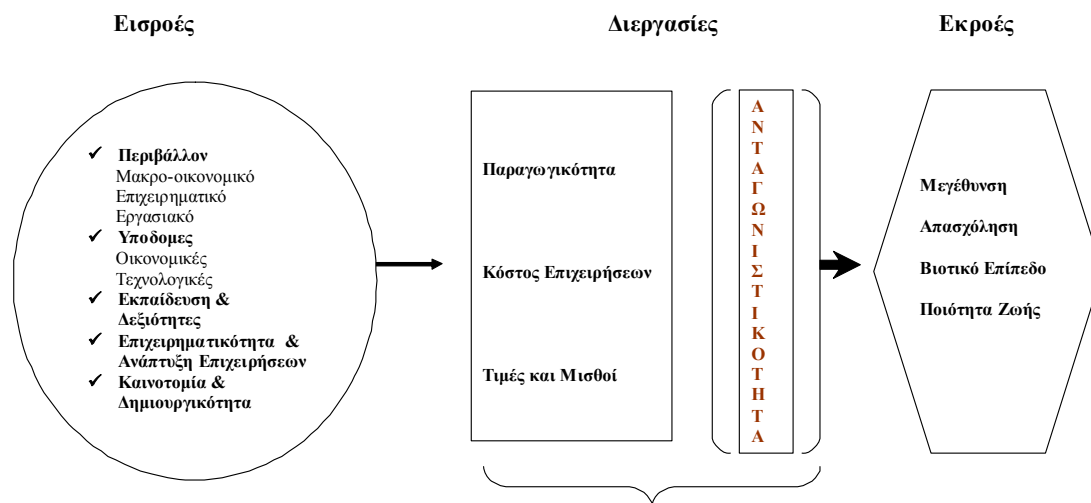 Εισροές
Διεργασίες
Εκροές
✓ Περιβάλλον
Μακρο-οικονομικό
Επιχειρηματικό
Εργασιακό
✓ Υποδομες
Οικονομικές
Τεχνολογικές
✓ Εκπαίδευση &
Δεξιότητες
✓ Επιχειρηματικότητα &
Ανάπτυξη Επιχειρήσεων
✓ Καινοτομία &
Δημιουργικότητα
Παραγωγικότητα
Κόστος Επιχειρήσεων
Τιμές και Μισθοί
Α
Ν
Τ
Α
Γ
Ω
Ν
Ι
Σ
Τ
Ι
Κ
Ο
Τ
Η
Τ
Α
Μεγέθυνση
Απασχόληση
Βιοτικό Επίπεδο
Ποιότητα Ζωής